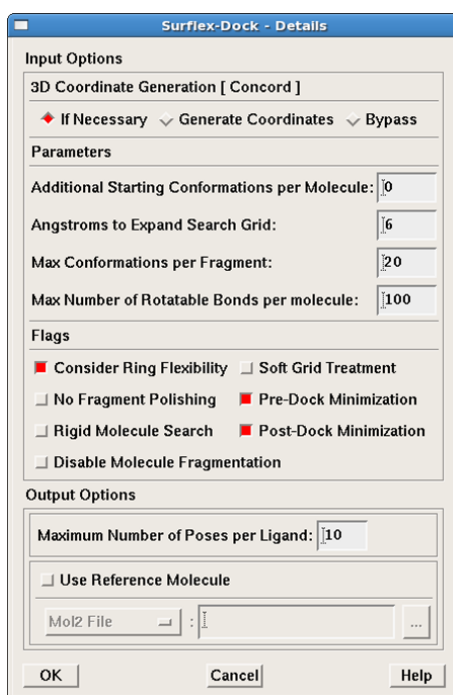 Surflex-Dock - Details
Input Options
3D Coordinate Generation [ Concord ]
If Necessary Generate Coordinates Bypass
Parameters
Additional Starting Conformations per Molecule: 0
Angstroms to Expand Search Grid: 6
Max Conformations per Fragment: 20
Max Number of Rotatable Bonds per molecule: 100
Flags
Consider Ring Flexibility Soft Grid Treatment
No Fragment Polishing Pre-Dock Minimization
Rigid Molecule Search Post-Dock Minimization
Disable Molecule Fragmentation
Output Options
Maximum Number of Poses per Ligand: 10
Use Reference Molecule
Mol2 File : ...
OK Cancel Help